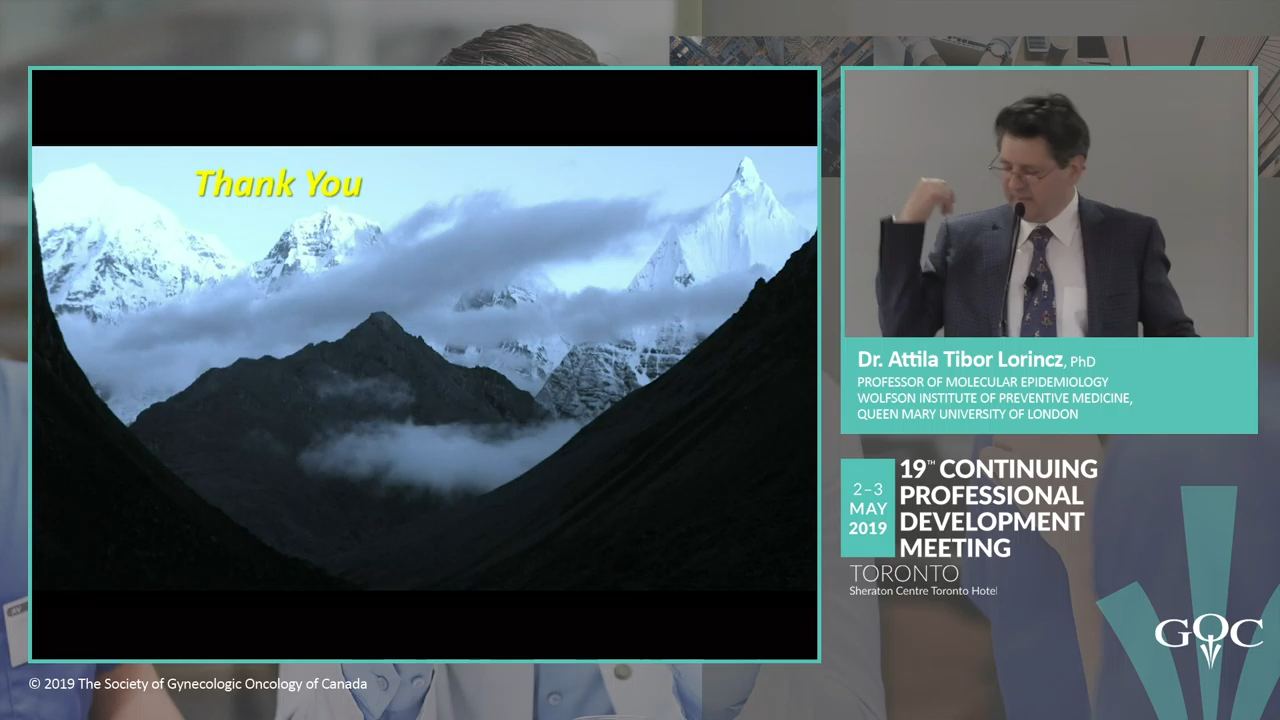 Thank You
Dr. Attila Tibor Lorincz, PhD
PROFESSOR OF MOLECULAR EPIDEMIOLOGY
WOLFSON INSTITUTE OF PREVENTIVE MEDICINE,
QUEEN MARY UNIVERSITY OF LONDON
2–3
MAY
2019
19™ CONTINUING
PROFESSIONAL
DEVELOPMENT
MEETING
TORONTO
Sheraton Centre Toronto Hotel
GOC
© 2019 The Society of Gynecologic Oncology of Canada